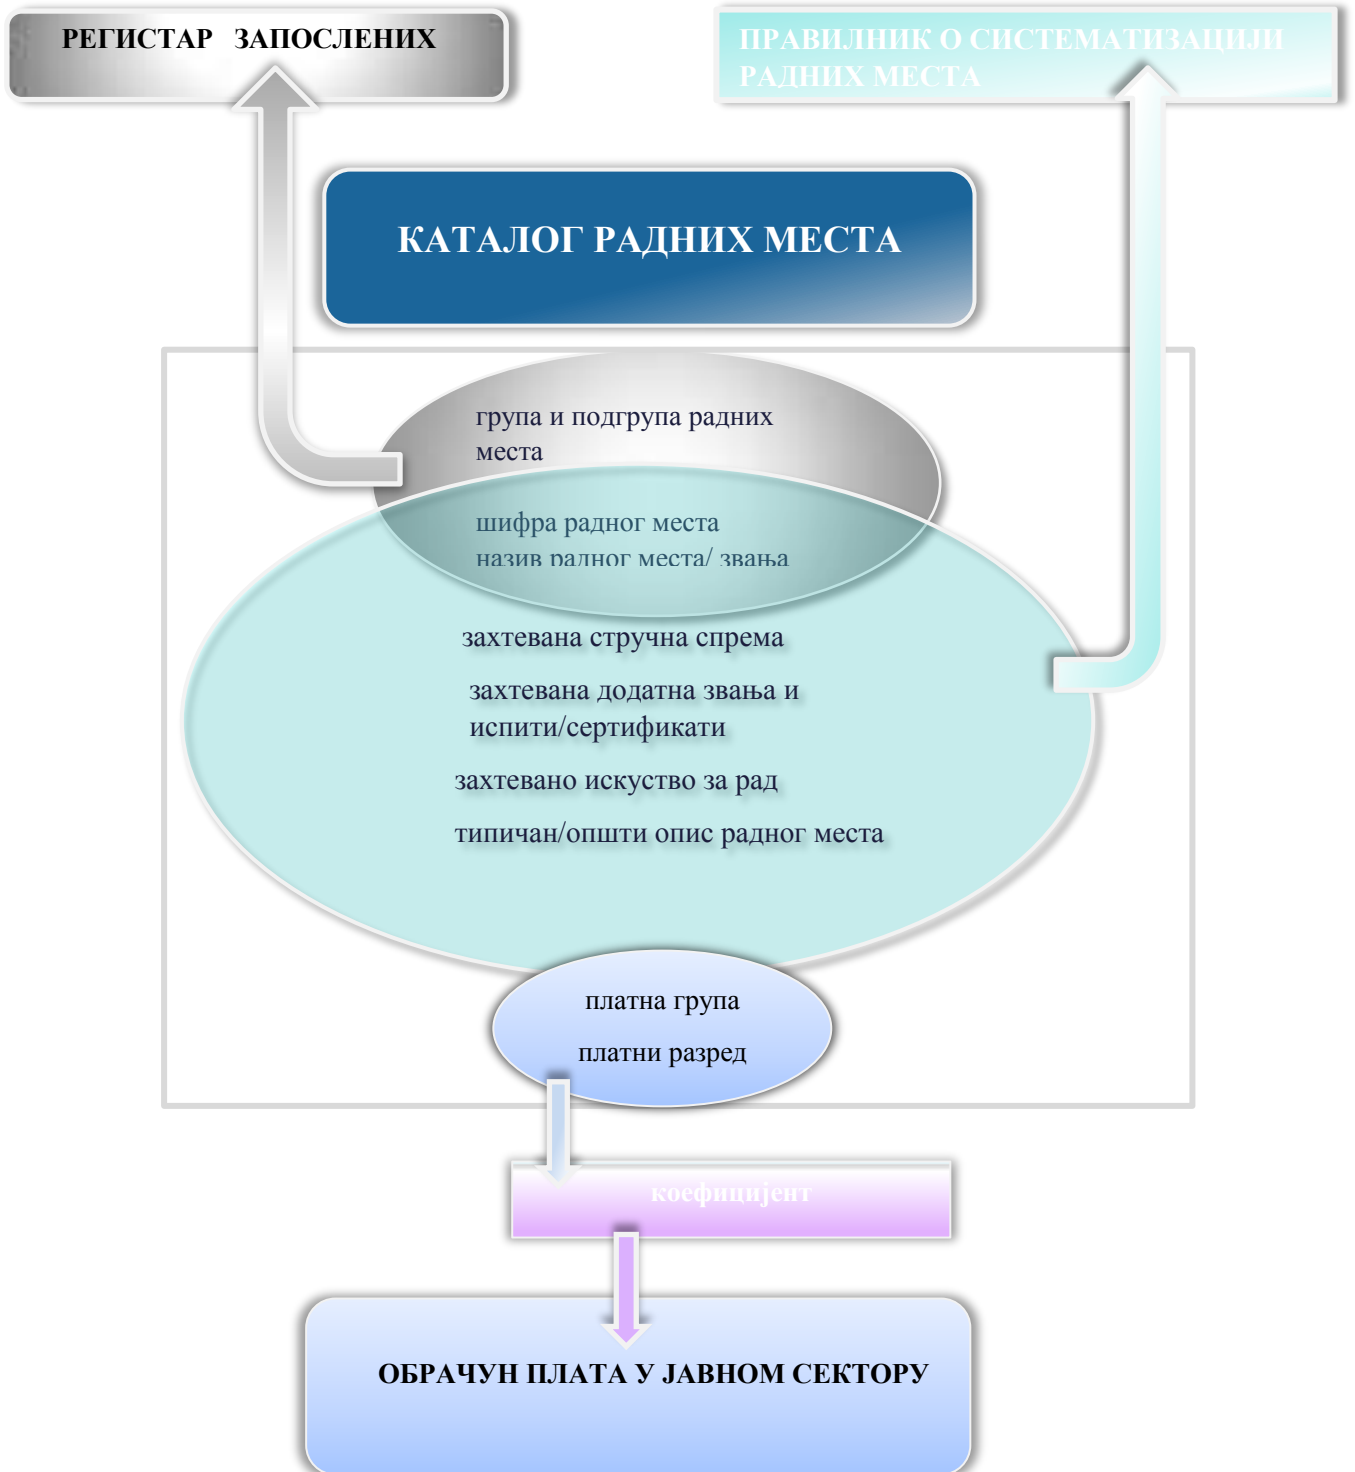 РЕГИСТАР ЗАПОСЛЕНИХ
ПРАВИЛНИК О СИСТЕМАТИЗАЦИЈИ
РАДНИХ МЕСТА
КАТАЛОГ РАДНИХ МЕСТА
група и подгрупа радних
места
шифра радног места
назив радног места/ звања
захтевана стручна спрема
захтевана додатна звања и
испити/сертификати
захтевано искуство за рад
типичан/општи опис радног места
платна група
платни разред
коефицијент
ОБРАЧУН ПЛАТА У ЈАВНОМ СЕКТОРУ